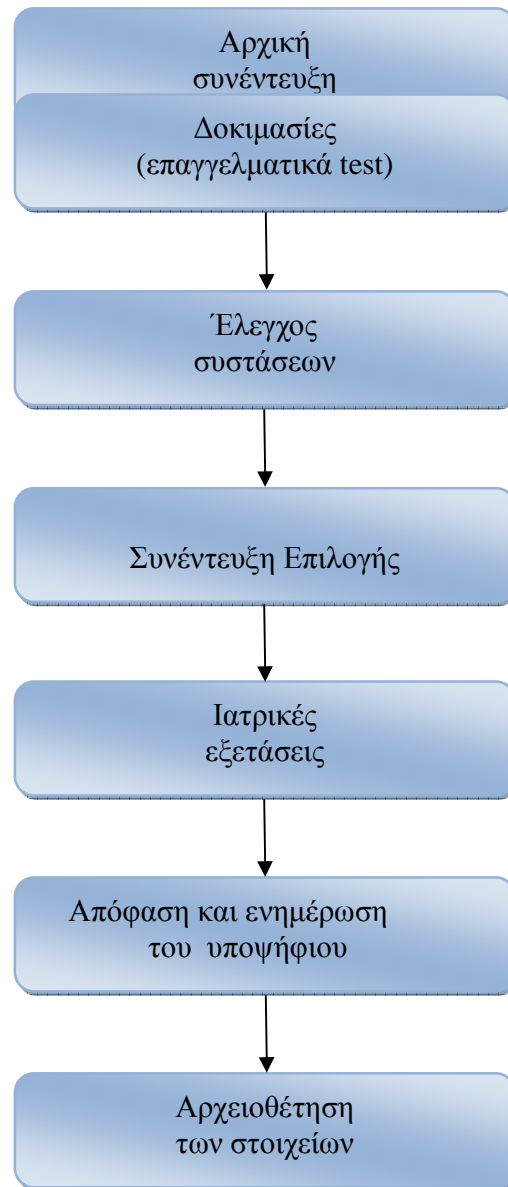 Αρχική
συνέντευξη
Δοκιμασίες
(επαγγελματικά test)
Έλεγχος
συστάσεων
Συνέντευξη Επιλογής
Ιατρικές
εξετάσεις
Απόφαση και ενημέρωση
του υποψήφιου
Αρχειοθέτηση
των στοιχείων